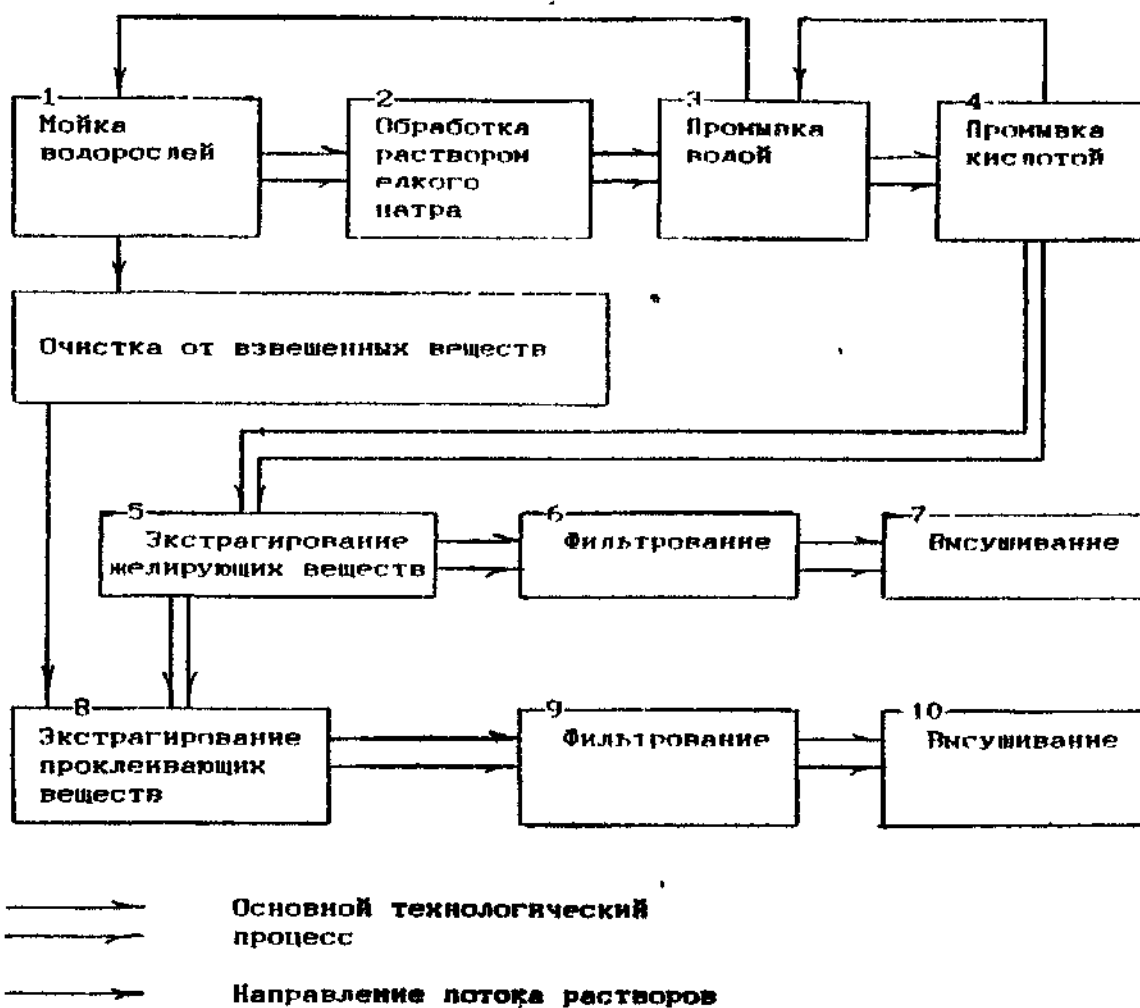 1
Мойка
водорослей
2
Обработка
раствором
едкого
натра
3
Промывка
водой
4
Промывка
кислотой
Очистка от взвешенных веществ
5
Экстрагирование
желирующих веществ
6
Фильтрование
7
Высушивание
8
Экстрагирование
проклеивающих
веществ
9
Фильтрование
10
Высушивание
Основной технологический
процесс
Направление потока растворов